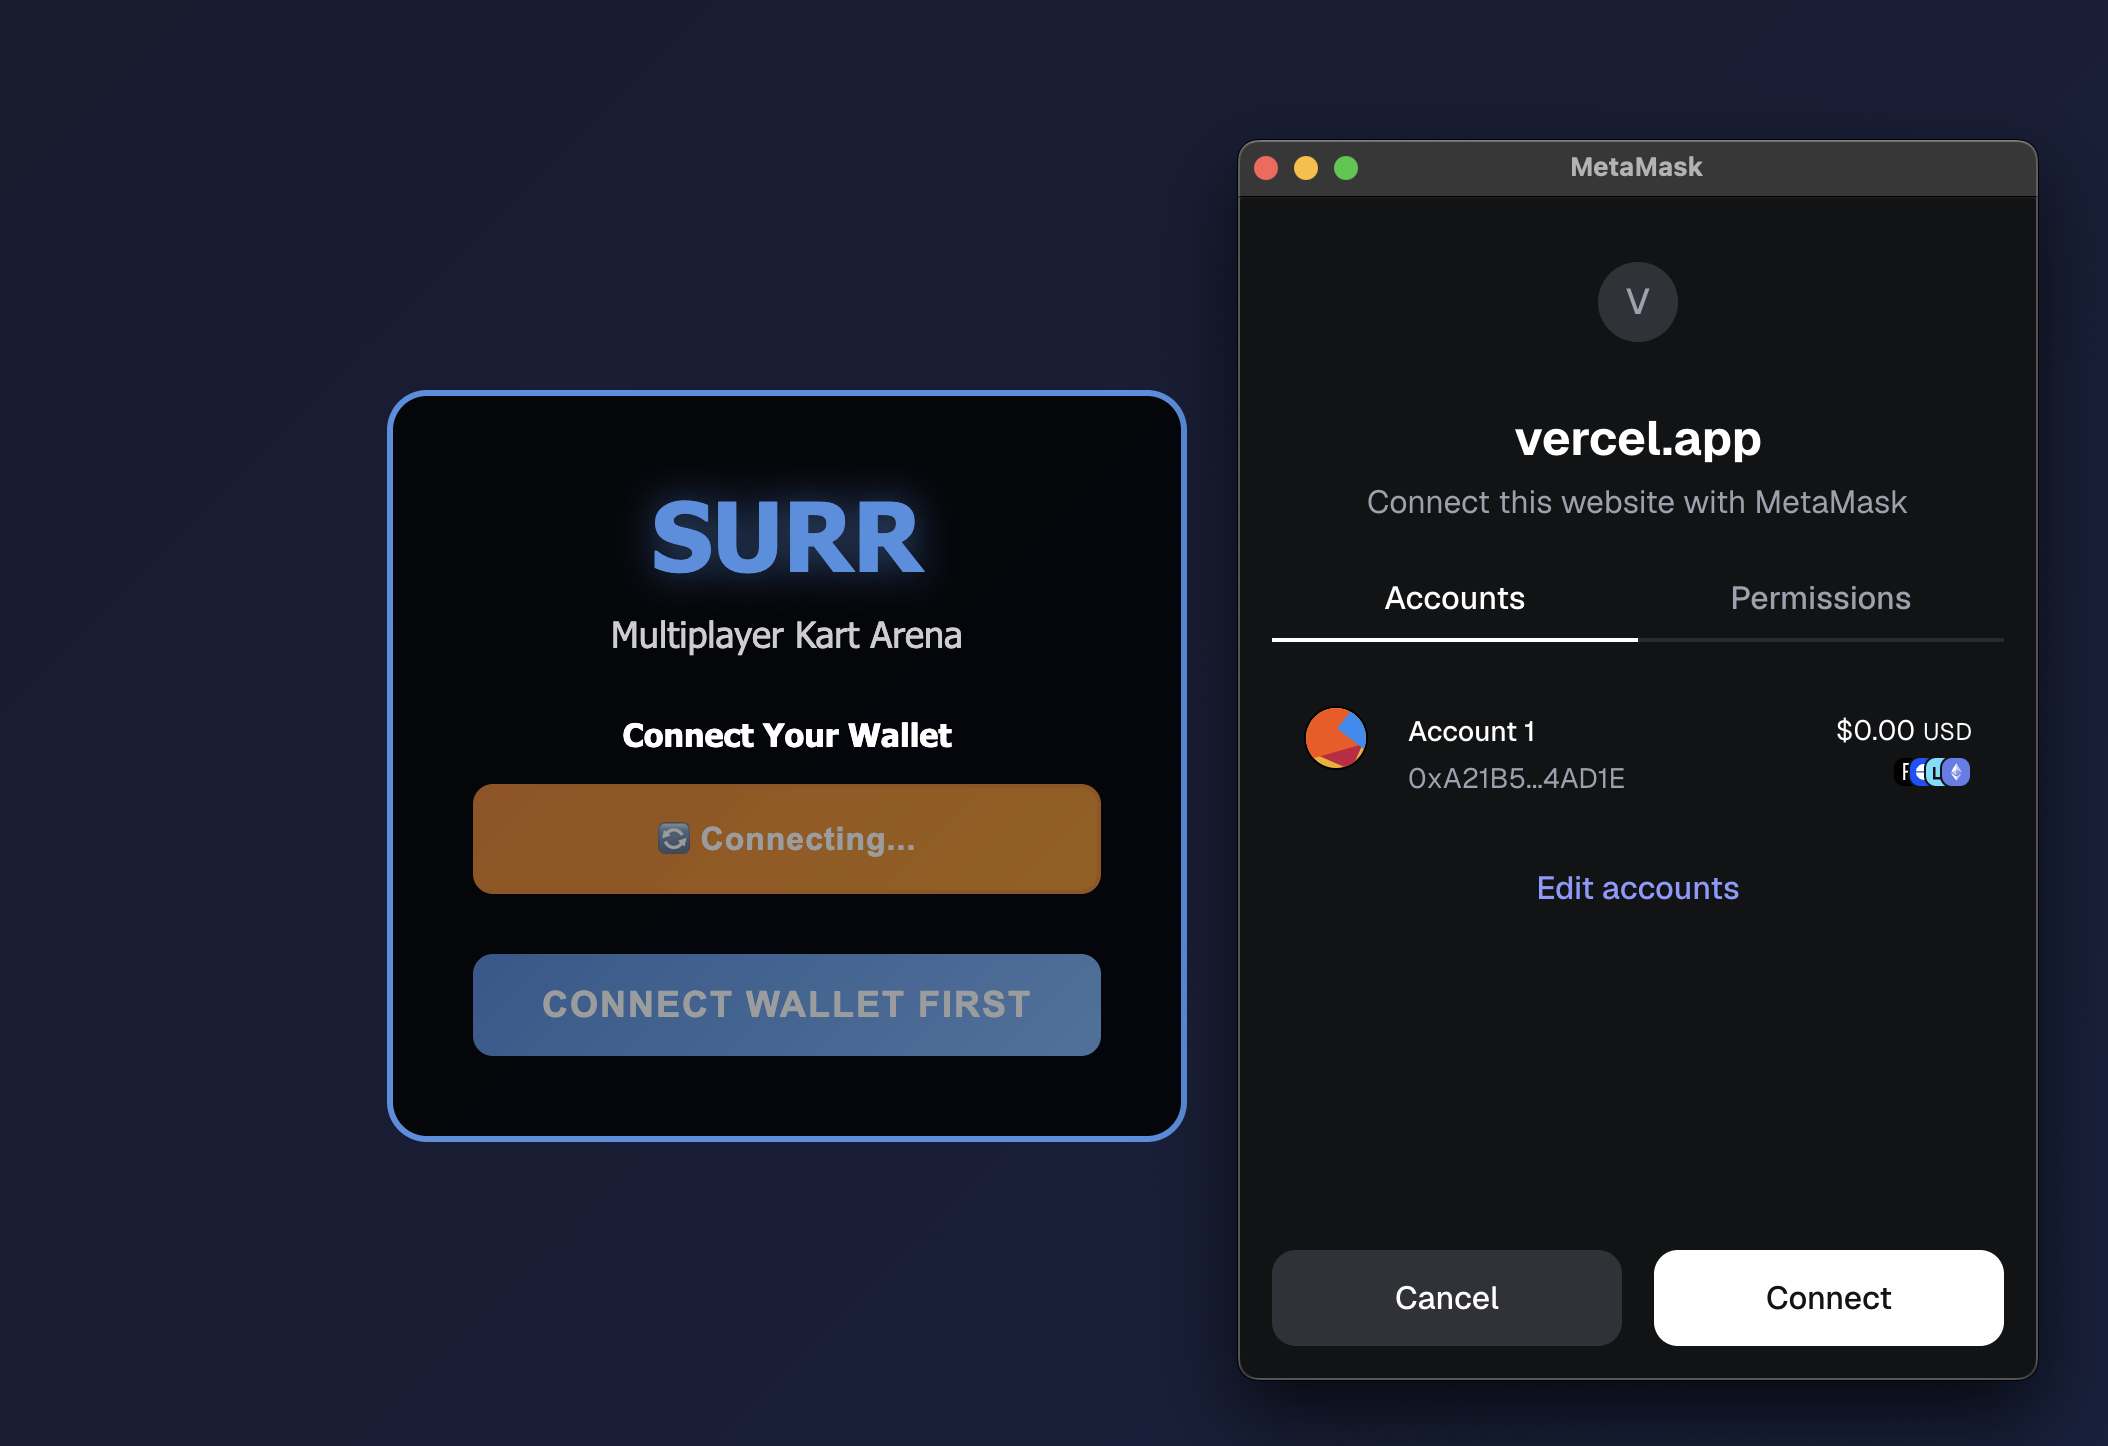 SURR
Multiplayer Kart Arena
Connect Your Wallet
Connecting...
CONNECT WALLET FIRST
MetaMask
V
vercel.app
Connect this website with MetaMask
Accounts Permissions
Account 1 $0.00 USD
0xA21B5...4AD1E
Edit accounts
Cancel Connect